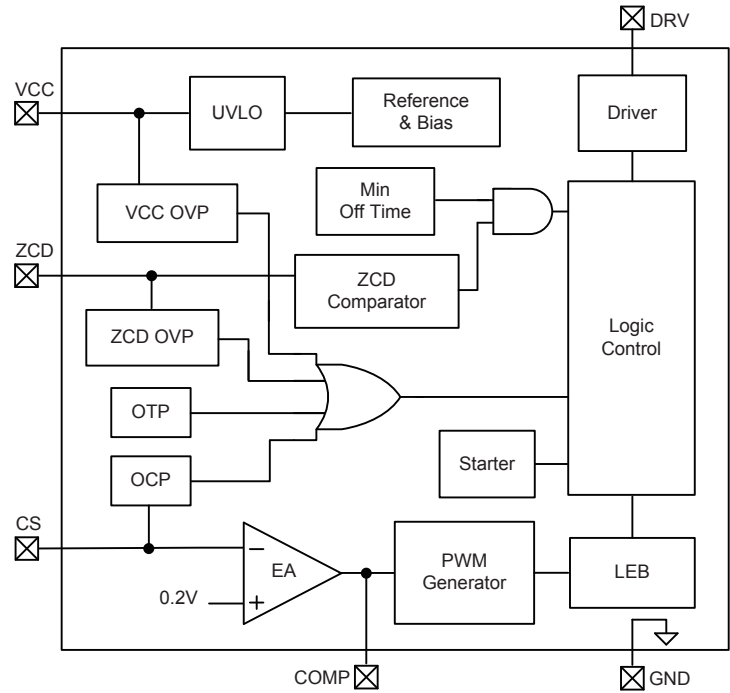 DRV
VCC
UVLO
Reference
& Bias
Driver
Min
Off Time
VCC OVP
ZCD
ZCD
Comparator
ZCD OVP
Logic
Control
OTP
OCP
Starter
CS
−
EA
PWM
Generator
LEB
0.2V
+
COMP
GND